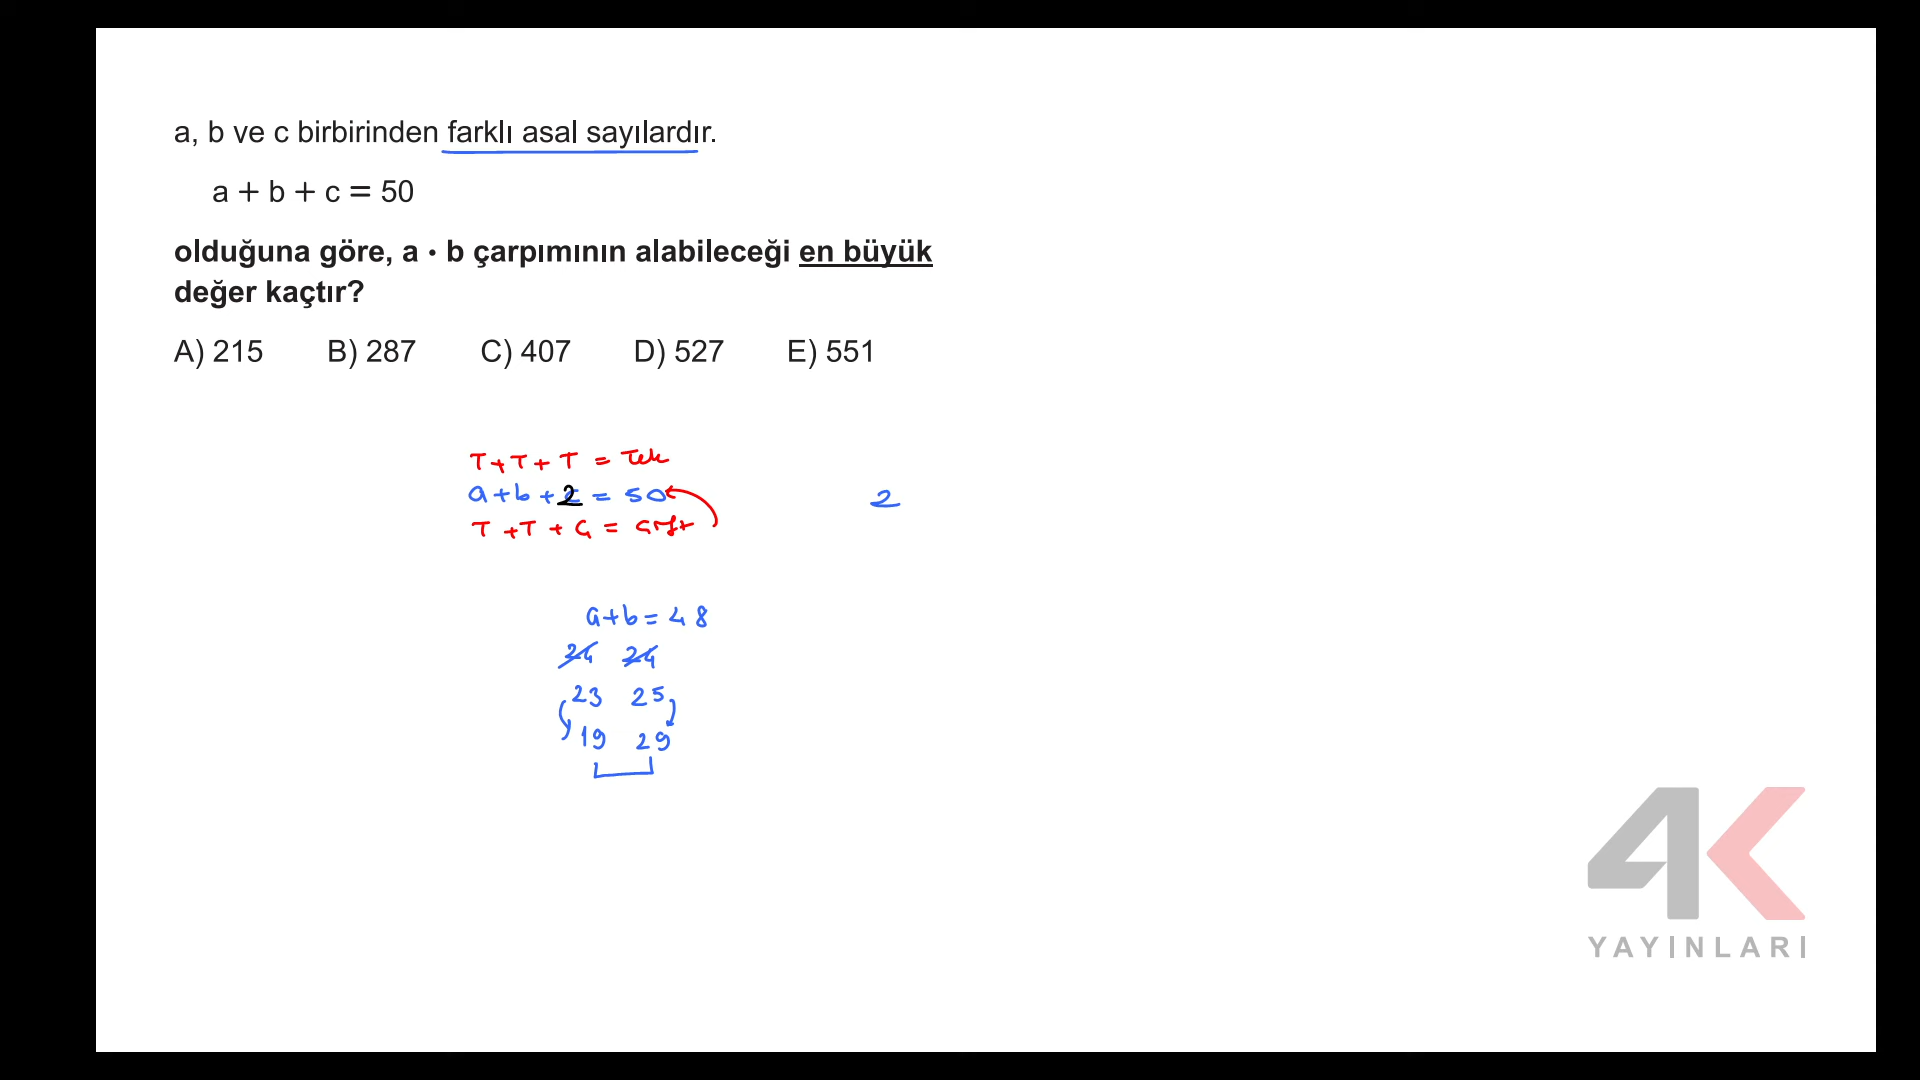 a, b ve c birbirinden farklı asal sayılardır.
a + b + c = 50
olduğuna göre, a · b çarpımının alabileceği en büyük
değer kaçtır?
A) 215 B) 287 C) 407 D) 527 E) 551
T + T + T = Tek
a + b + 2 = 50
2
T + T + Ç = Çift
a + b = 48
24 24
23 25
19 29
4K
YAYINLARI